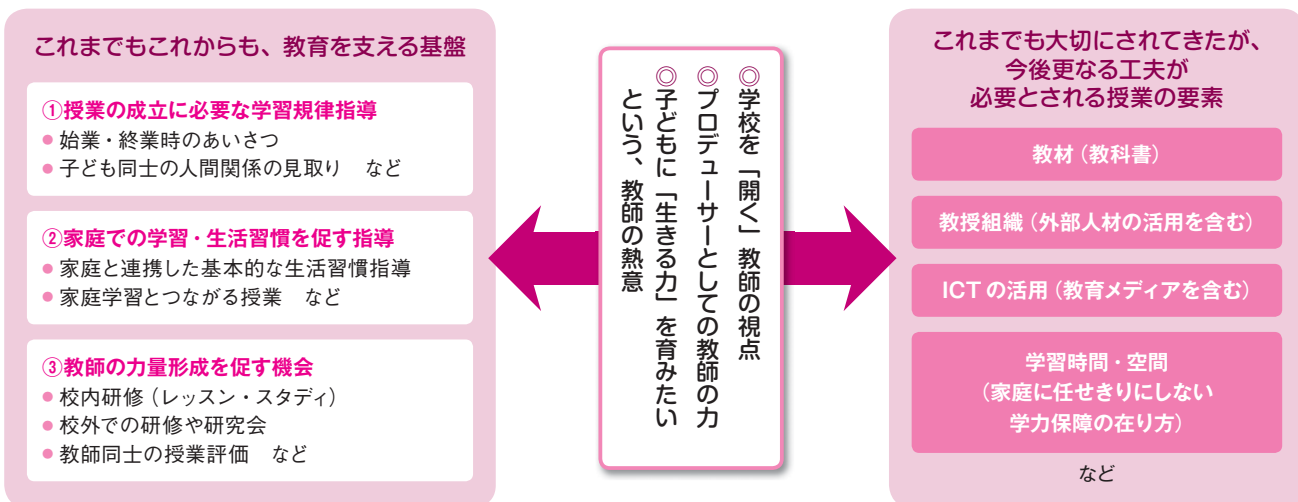 これまでもこれからも、教育を支える基盤
①授業の成立に必要な学習規律指導
● 始業・終業時のあいさつ
● 子ども同士の人間関係の見取り　など
②家庭での学習・生活習慣を促す指導
● 家庭と連携した基本的な生活習慣指導
● 家庭学習とつながる授業　など
③教師の力量形成を促す機会
● 校内研修（レッスン・スタディ）
● 校外での研修や研究会
● 教師同士の授業評価　など
◎学校を「開く」教師の視点
◎プロデューサーとしての教師の力
◎子どもに「生きる力」を育みたい
という、教師の熱意
これまでも大切にされてきたが、
今後更なる工夫が
必要とされる授業の要素
教材（教科書）
教授組織（外部人材の活用を含む）
ICT の活用（教育メディアを含む）
学習時間・空間
（家庭に任せきりにしない
学力保障の在り方）
など